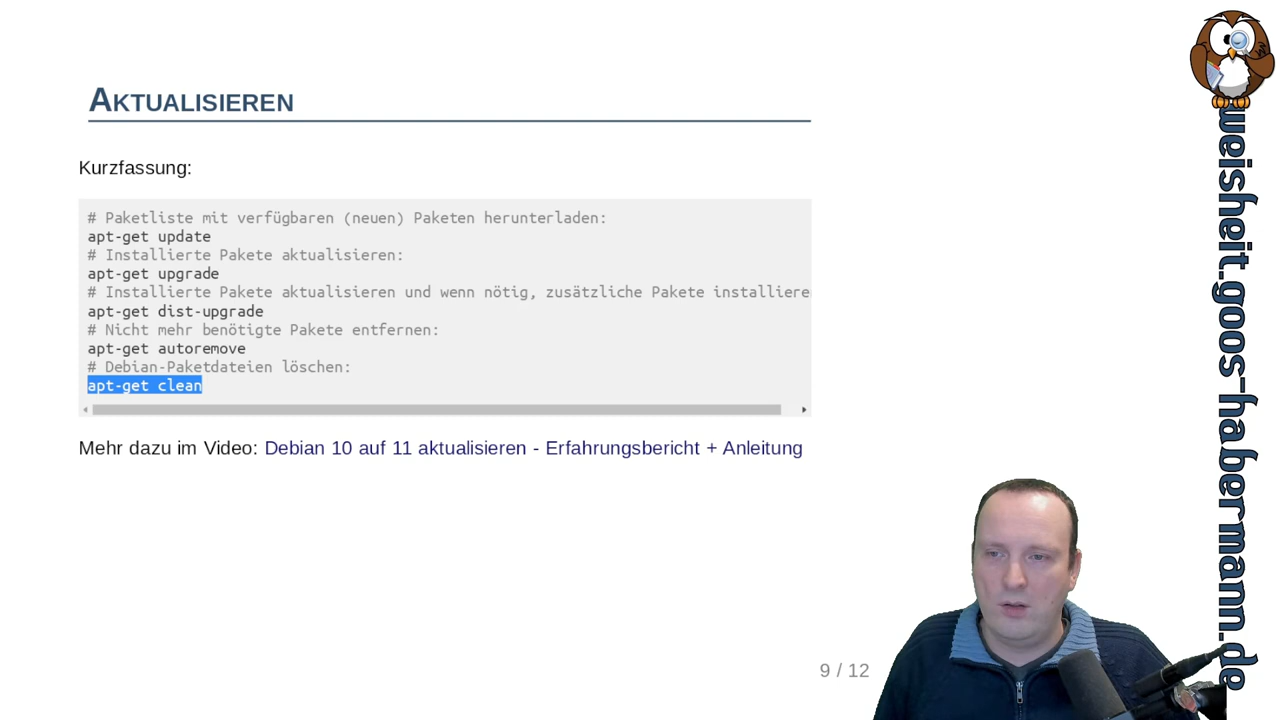 AKTUALISIEREN
Kurzfassung:
# Paketliste mit verfügbaren (neuen) Paketen herunterladen:
apt-get update
# Installierte Pakete aktualisieren:
apt-get upgrade
# Installierte Pakete aktualisieren und wenn nötig, zusätzliche Pakete installiere
apt-get dist-upgrade
# Nicht mehr benötigte Pakete entfernen:
apt-get autoremove
# Debian-Paketdateien löschen:
apt-get clean
Mehr dazu im Video: Debian 10 auf 11 aktualisieren - Erfahrungsbericht + Anleitung
9 / 12
weisheit.goos-habermann.de